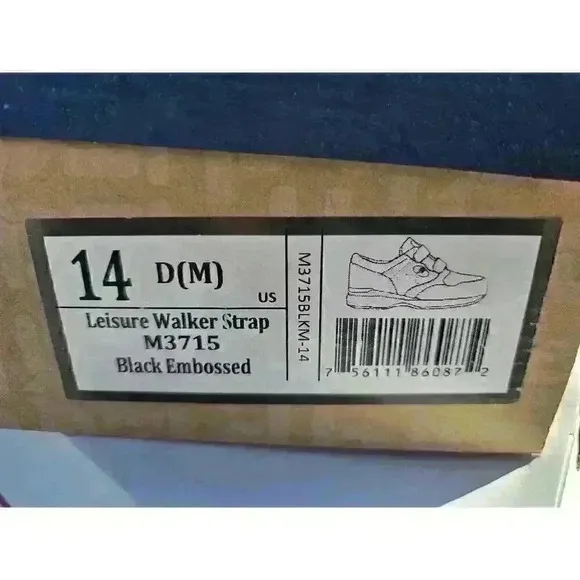 14 D(M) US
Leisure Walker Strap
M3715
Black Embossed
M3715BLKM-14
7 56111 86087 2